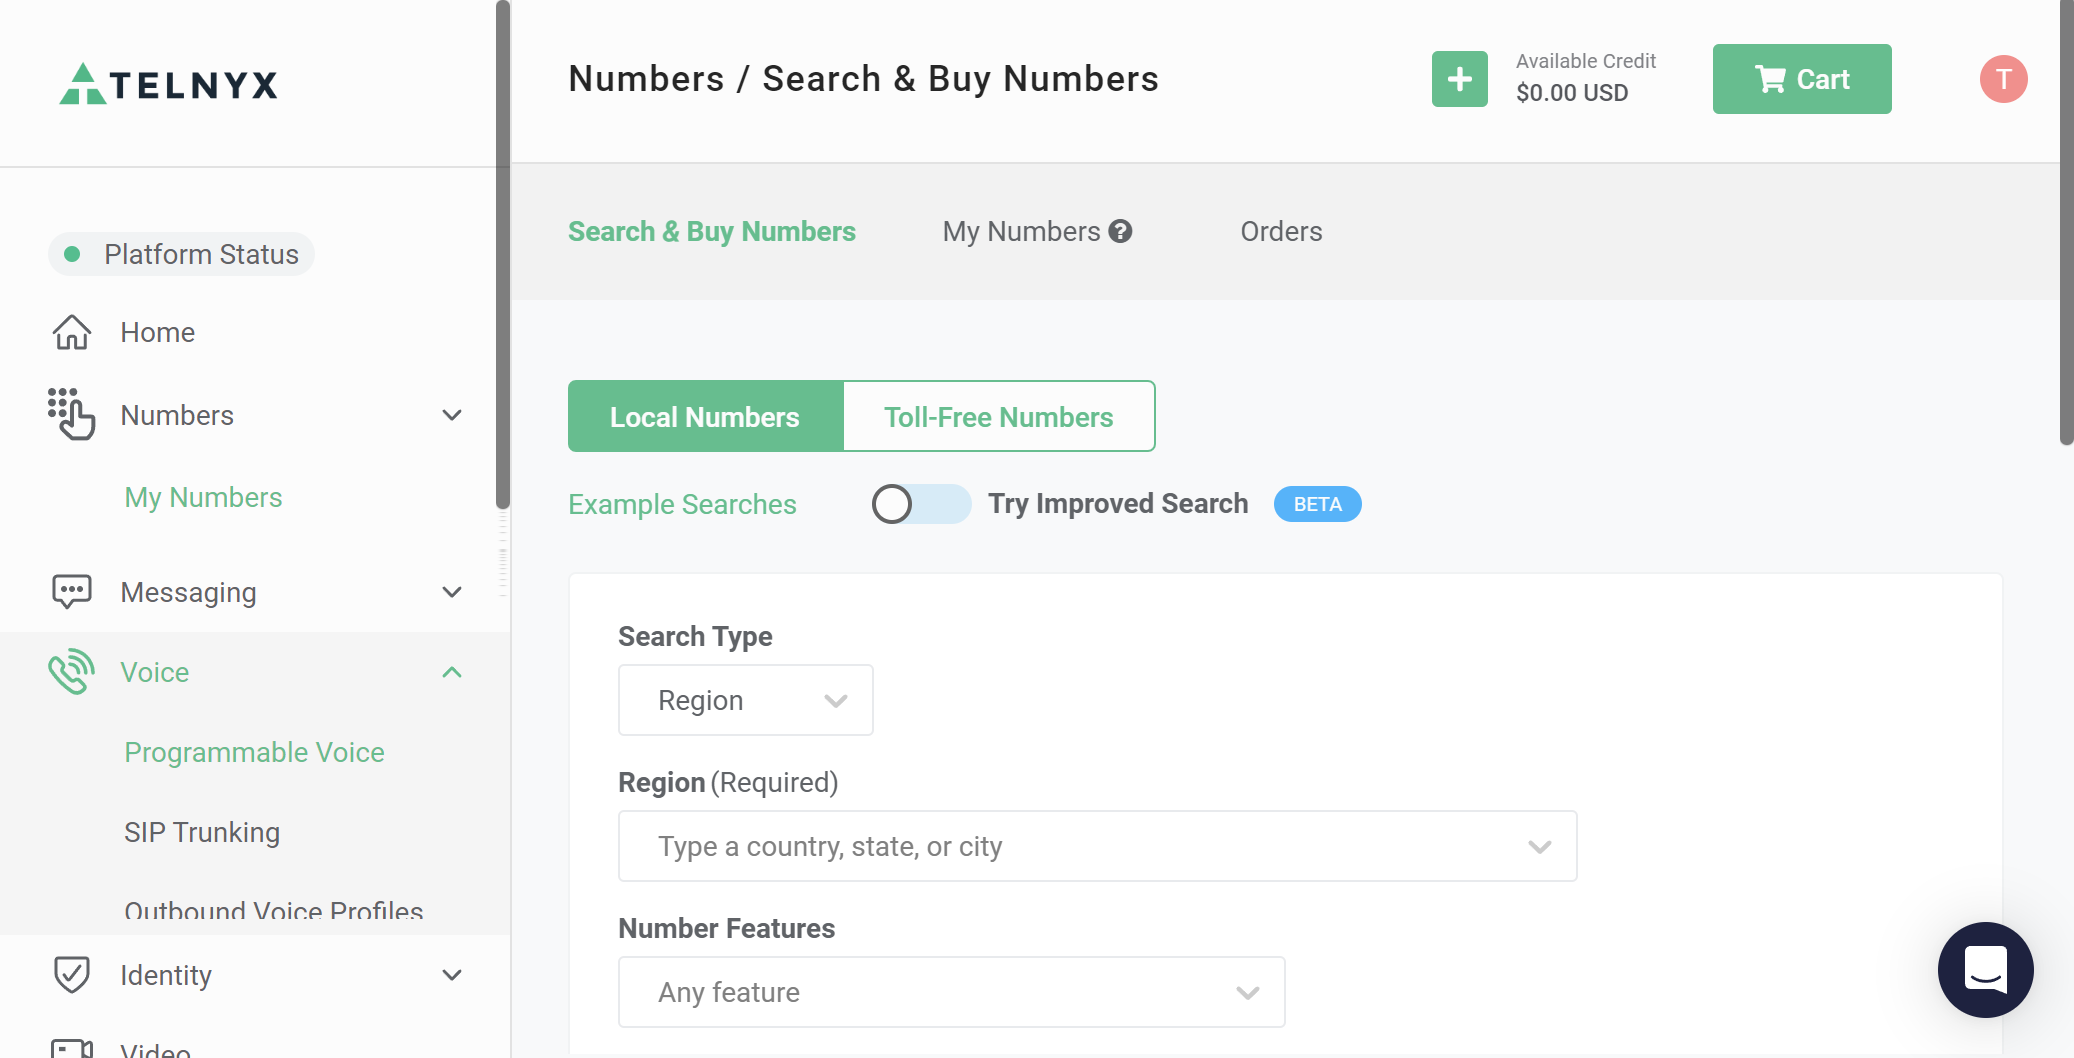 TELNYX
Numbers / Search & Buy Numbers
Available Credit
$0.00 USD
Cart
T
Platform Status
Home
Numbers
My Numbers
Messaging
Voice
Programmable Voice
SIP Trunking
Outbound Voice Profiles
Identity
Video
Search & Buy Numbers
My Numbers
Orders
Local Numbers
Toll-Free Numbers
Example Searches
Try Improved Search
BETA
Search Type
Region
Region (Required)
Type a country, state, or city
Number Features
Any feature